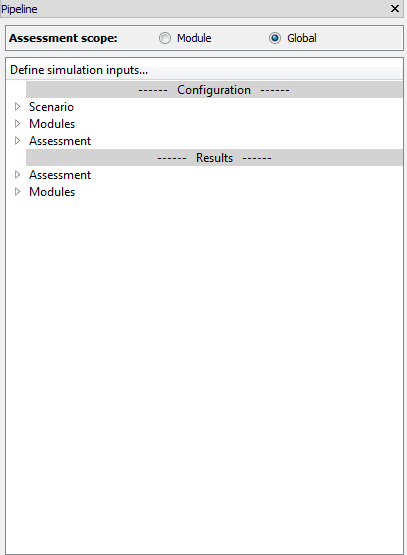 Pipeline
Assessment scope: Module Global
Define simulation inputs...
------ Configuration ------
Scenario
Modules
Assessment
------ Results ------
Assessment
Modules